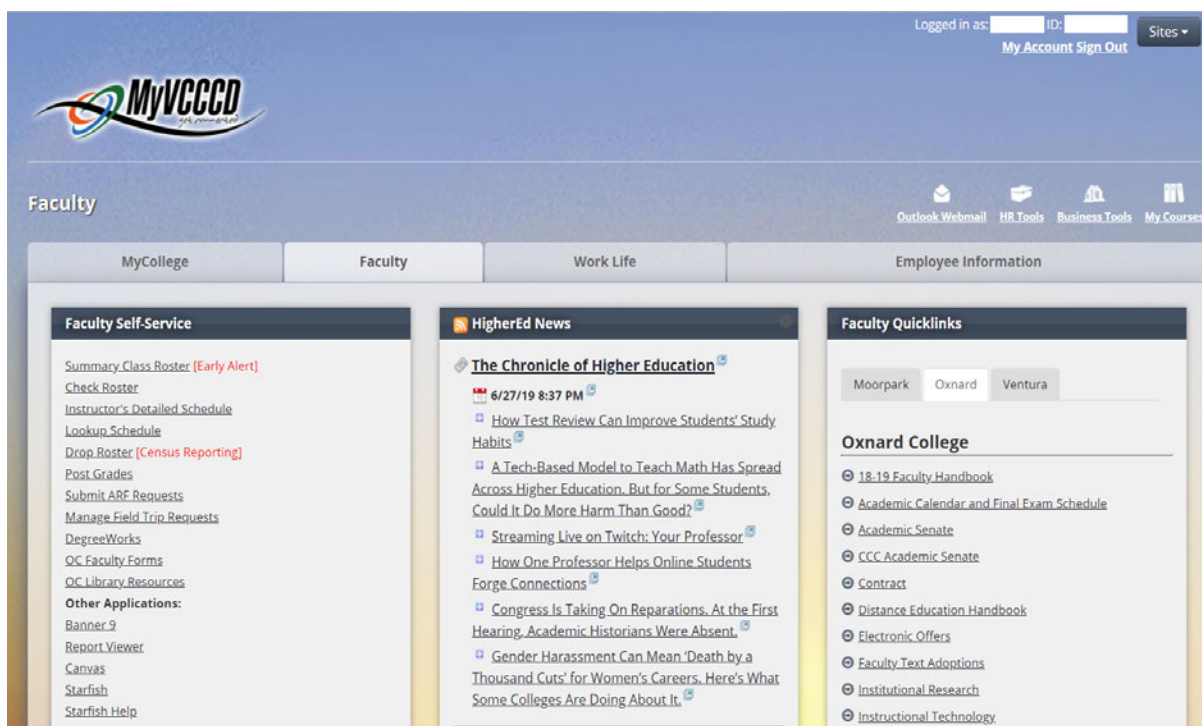 Logged in as: ID:
Sites
My Account Sign Out
MyVCCCD
get connected
Faculty
Outlook Webmail HR Tools Business Tools My Courses
MyCollege Faculty Work Life Employee Information
Faculty Self-Service
Summary Class Roster [Early Alert]
Check Roster
Instructor's Detailed Schedule
Lookup Schedule
Drop Roster [Census Reporting]
Post Grades
Submit ARF Requests
Manage Field Trip Requests
DegreeWorks
OC Faculty Forms
OC Library Resources
Other Applications:
Banner 9
Report Viewer
Canvas
Starfish
Starfish Help
HigherEd News
The Chronicle of Higher Education
6/27/19 8:37 PM
How Test Review Can Improve Students' Study
Habits
A Tech-Based Model to Teach Math Has Spread
Across Higher Education. But for Some Students,
Could It Do More Harm Than Good?
Streaming Live on Twitch: Your Professor
How One Professor Helps Online Students
Forge Connections
Congress Is Taking On Reparations. At the First
Hearing, Academic Historians Were Absent.
Gender Harassment Can Mean 'Death by a
Thousand Cuts' for Women's Careers. Here's What
Some Colleges Are Doing About It.
Faculty Quicklinks
Moorpark Oxnard Ventura
Oxnard College
18-19 Faculty Handbook
Academic Calendar and Final Exam Schedule
Academic Senate
CCC Academic Senate
Contract
Distance Education Handbook
Electronic Offers
Faculty Text Adoptions
Institutional Research
Instructional Technology